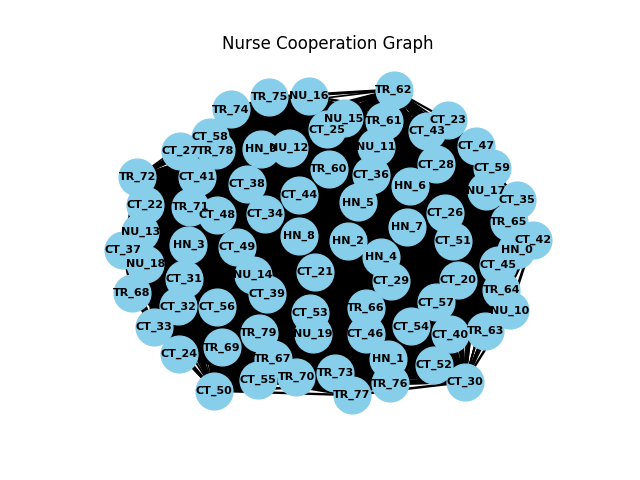 Nurse Cooperation Graph
TR_62
TR_75
NU_16
TR_74
NU_15
TR_61
CT_23
CT_25
CT_43
CT_58
CT_27
TR_78
NU_12
NU_11
CT_47
CT_28
CT_59
TR_60
CT_36
TR_72
CT_41
CT_38
HN_6
NU_17
CT_44
CT_35
CT_22
TR_71
CT_48
CT_34
HN_5
CT_26
TR_65
NU_13
HN_8
HN_2
HN_7
CT_51
CT_42
CT_37
HN_3
CT_49
HN_4
HN_0
NU_18
CT_45
CT_21
NU_14
CT_31
CT_29
CT_20
TR_68
CT_39
TR_64
CT_32
CT_56
CT_53
TR_66
CT_57
NU_10
CT_33
TR_79
NU_19
CT_46
CT_54
CT_40
TR_63
CT_24
TR_69
TR_67
HN_1
CT_52
CT_50
CT_55
TR_70
TR_73
TR_76
CT_30
TR_77